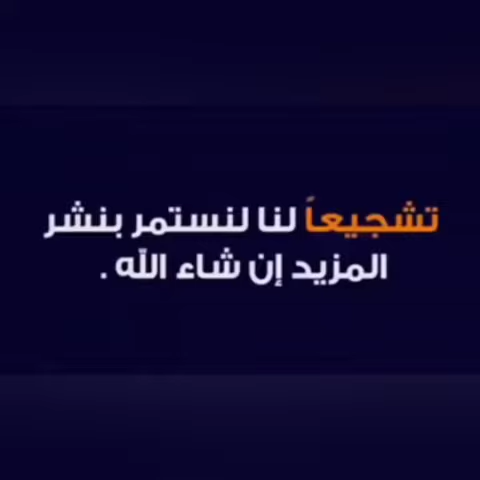 تشجيعاً لنا لنستمر بنشر
المزيد إن شاء الله .